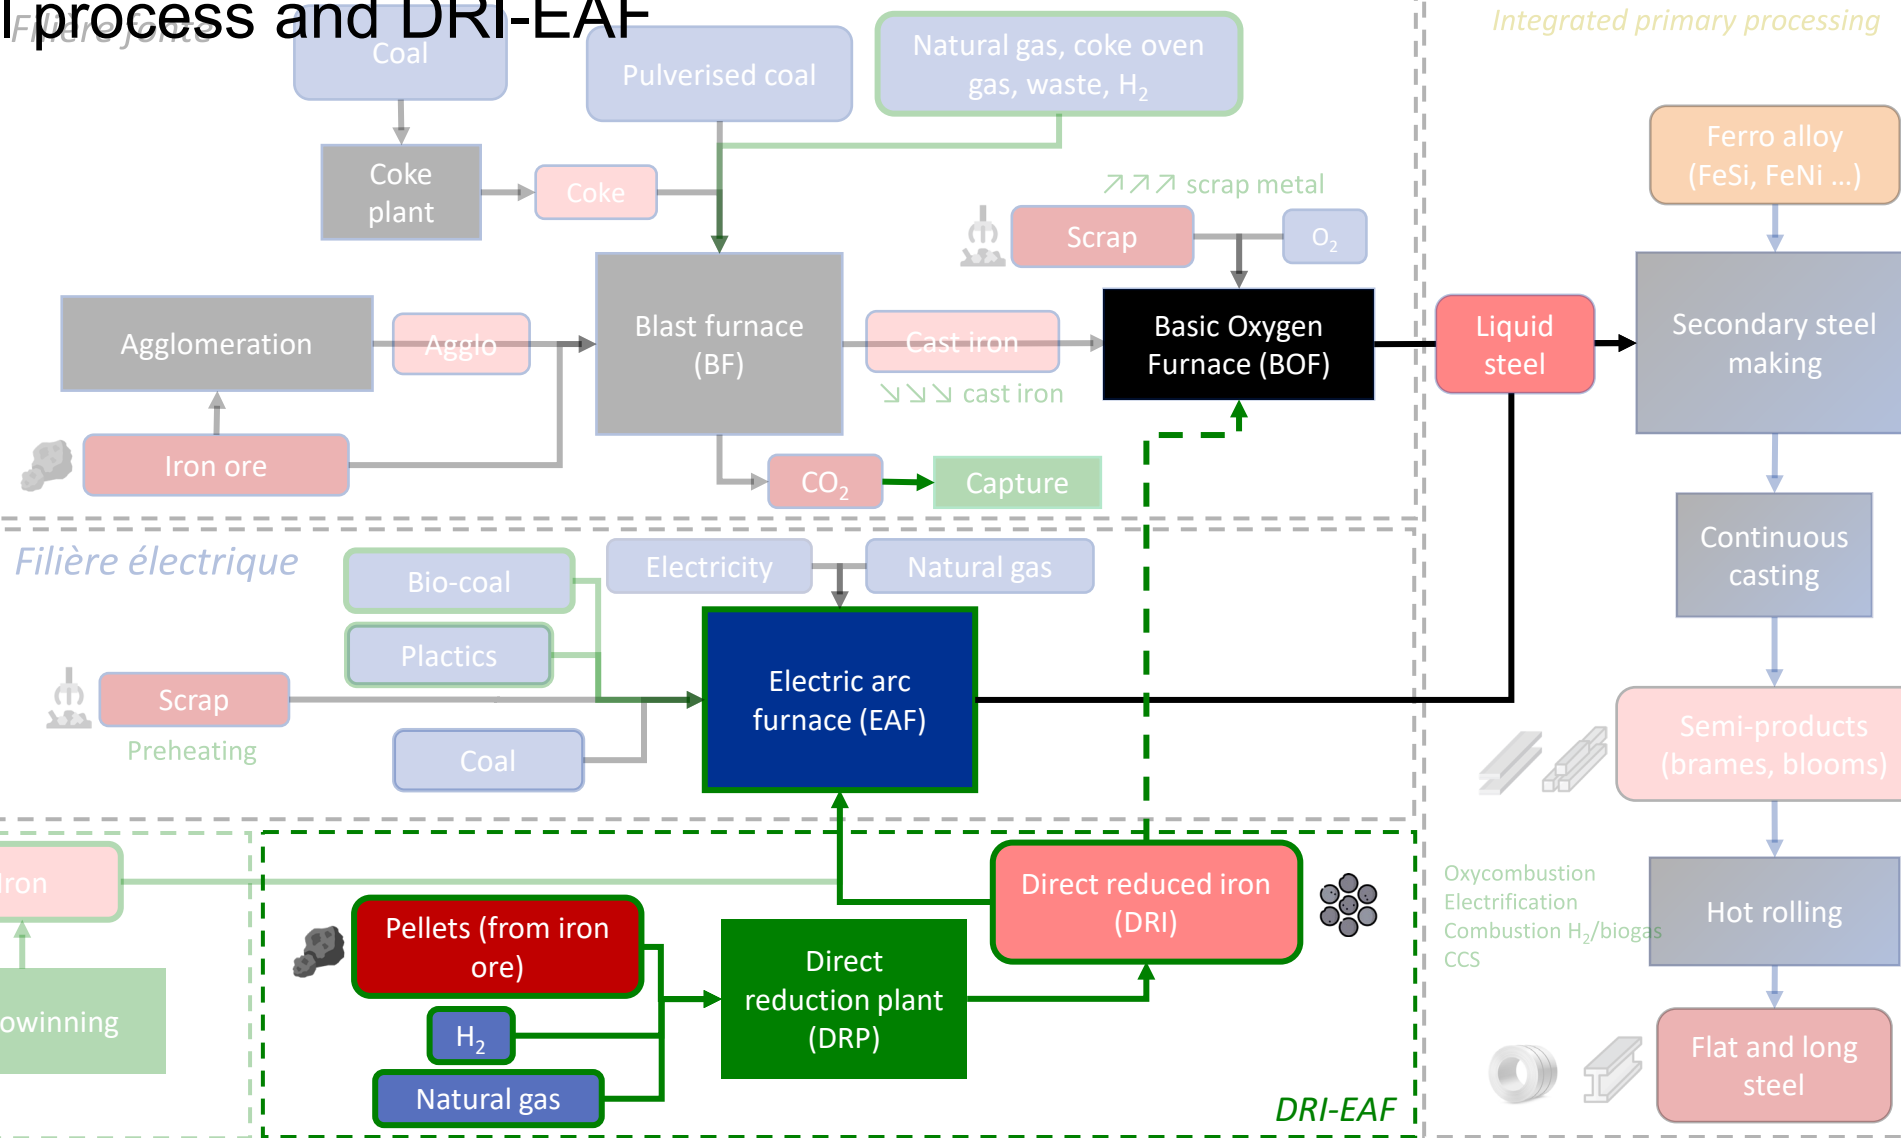 l process and DRI-EAF
Filière fonte
Integrated primary processing
Coal
Pulverised coal
Natural gas, coke oven
gas, waste, H₂
Ferro alloy
(FeSi, FeNi ...)
Coke
plant
Coke
↗↗↗ scrap metal
Scrap
O₂
Agglomeration
Agglo
Blast furnace
(BF)
Cast iron
↘↘↘ cast iron
Basic Oxygen
Furnace (BOF)
Liquid
steel
Secondary steel
making
Iron ore
CO₂
Capture
Filière électrique
Bio-coal
Electricity
Natural gas
Continuous
casting
Plactics
Scrap
Preheating
Coal
Electric arc
furnace (EAF)
Semi-products
(brames, blooms)
Iron
owinning
Pellets (from iron
ore)
H₂
Natural gas
Direct
reduction plant
(DRP)
Direct reduced iron
(DRI)
DRI-EAF
Oxycombustion
Electrification
Combustion H₂/biogas
CCS
Hot rolling
Flat and long
steel